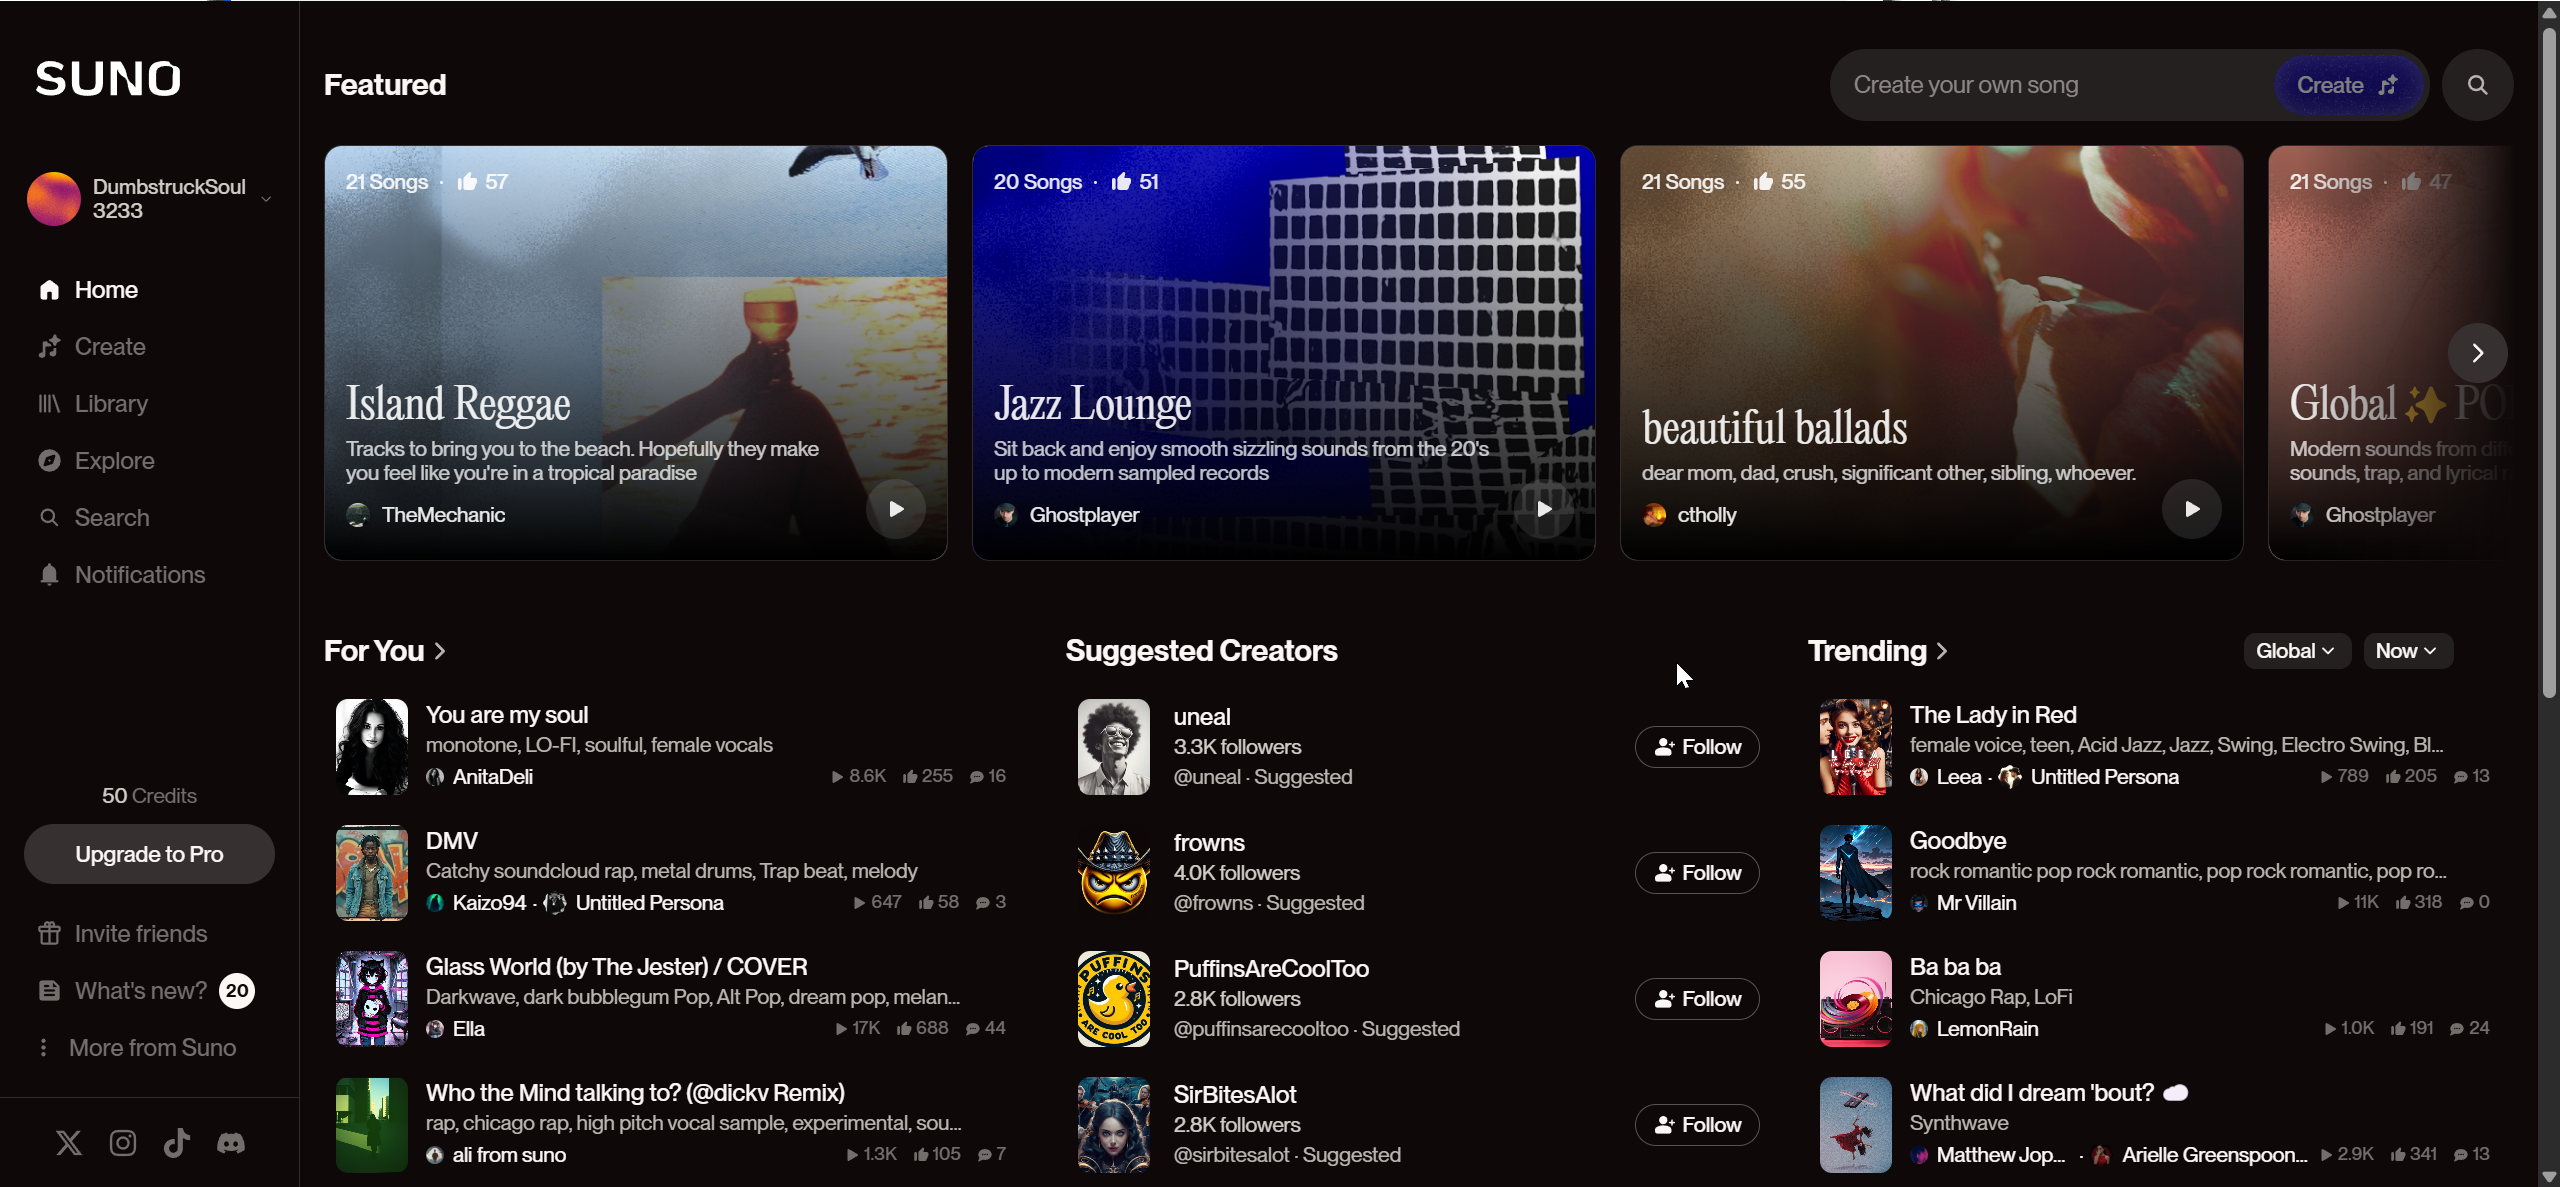 SUNO
DumbstruckSoul
3233
Home
Create
Library
Explore
Search
Notifications
50 Credits
Upgrade to Pro
Invite friends
What's new? 20
More from Suno
Featured
Create your own song
Create
21 Songs · 57
Island Reggae
Tracks to bring you to the beach. Hopefully they make
you feel like you're in a tropical paradise
TheMechanic
20 Songs · 51
Jazz Lounge
Sit back and enjoy smooth sizzling sounds from the 20's
up to modern sampled records
Ghostplayer
21 Songs · 55
beautiful ballads
dear mom, dad, crush, significant other, sibling, whoever.
ctholly
21 Songs · 47
Global ✨ PO
Modern sounds from
sounds, trap, and lyrical
Ghostplayer
For You
You are my soul
monotone, LO-FI, soulful, female vocals
AnitaDeli 8.6K 255 16
DMV
Catchy soundcloud rap, metal drums, Trap beat, melody
Kaizo94 · Untitled Persona 647 58 3
Glass World (by The Jester) / COVER
Darkwave, dark bubblegum Pop, Alt Pop, dream pop, melan...
Ella 17K 688 44
Who the Mind talking to? (@dickv Remix)
rap, chicago rap, high pitch vocal sample, experimental, sou...
ali from suno 1.3K 105 7
Suggested Creators
uneal
3.3K followers
@uneal · Suggested
Follow
frowns
4.0K followers
@frowns · Suggested
Follow
PUFFINS
ARE COOL TOO
PuffinsAreCoolToo
2.8K followers
@puffinsarecooltoo · Suggested
Follow
SirBitesAlot
2.8K followers
@sirbitesalot · Suggested
Follow
Trending
Global
Now
The Lady in Red
female voice, teen, Acid Jazz, Jazz, Swing, Electro Swing, Bl...
Leea · Untitled Persona 789 205 13
Goodbye
rock romantic pop rock romantic, pop rock romantic, pop ro...
Mr Villain 11K 318 0
Ba ba ba
Chicago Rap, LoFi
LemonRain 1.0K 191 24
What did I dream 'bout? ☁️
Synthwave
Matthew Jop... · Arielle Greenspoon... 2.9K 341 13